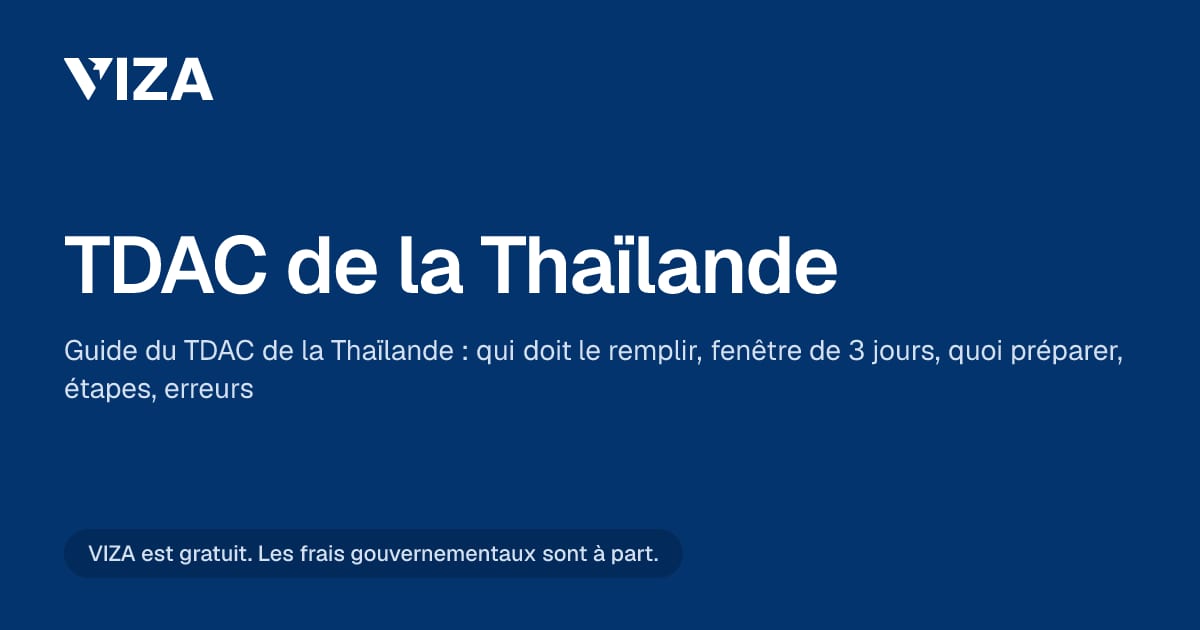 VIZA
TDAC de la Thaïlande
Guide du TDAC de la Thaïlande : qui doit le remplir, fenêtre de 3 jours, quoi préparer,
étapes, erreurs
VIZA est gratuit. Les frais gouvernementaux sont à part.